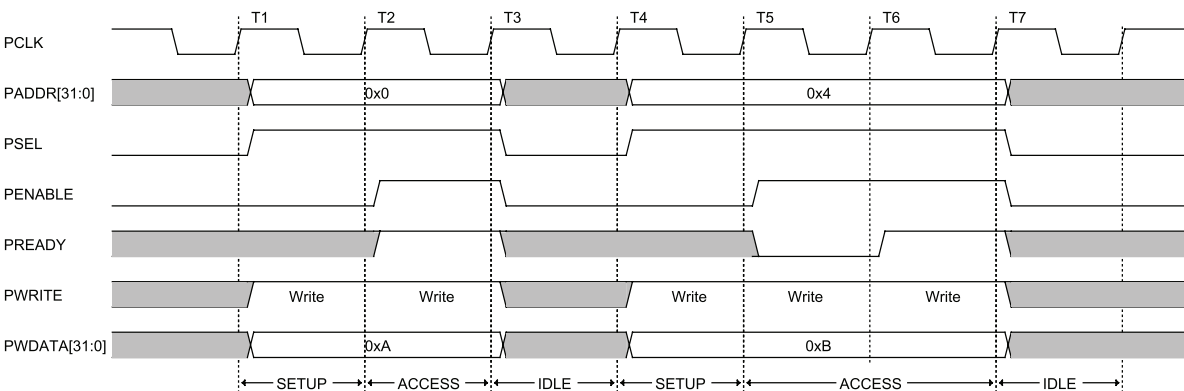 T1 T2 T3 T4 T5 T6 T7
PCLK
PADDR[31:0] 0x0 0x4
PSEL
PENABLE
PREADY
PWRITE Write Write Write Write Write
PWDATA[31:0] 0xA 0xB
SETUP ACCESS IDLE SETUP ACCESS IDLE